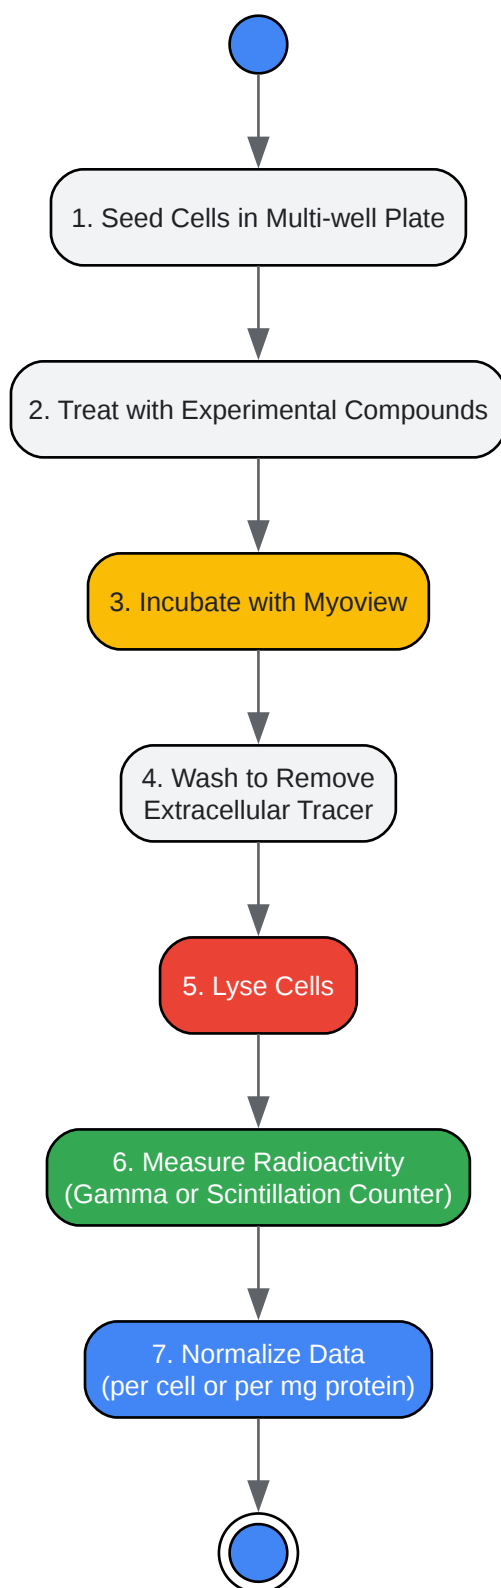 1. Seed Cells in Multi-well Plate
2. Treat with Experimental Compounds
3. Incubate with Myoview
4. Wash to Remove
Extracellular Tracer
5. Lyse Cells
6. Measure Radioactivity
(Gamma or Scintillation Counter)
7. Normalize Data
(per cell or per mg protein)